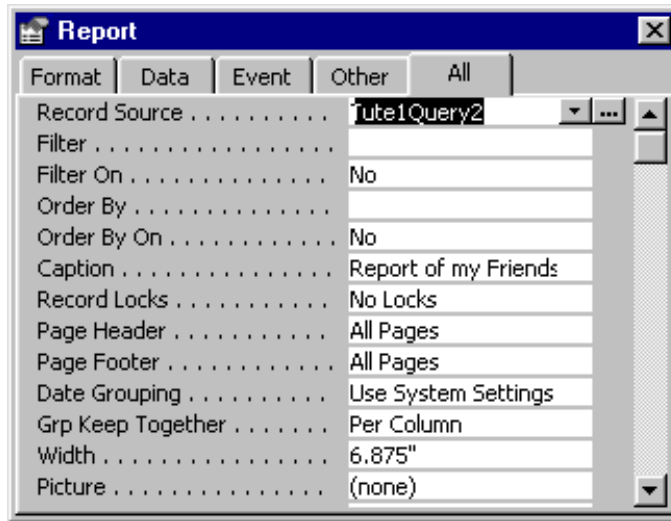 Report
Format Data Event Other All
Record Source . . . . . . . . . . Tute1Query2 ...
Filter . . . . . . . . . . . . . . . . . .
Filter On . . . . . . . . . . . . . . No
Order By . . . . . . . . . . . . . . .
Order By On . . . . . . . . . . . . No
Caption . . . . . . . . . . . . . . . Report of my Friends
Record Locks . . . . . . . . . . . No Locks
Page Header . . . . . . . . . . . All Pages
Page Footer . . . . . . . . . . . . All Pages
Date Grouping . . . . . . . . . . Use System Settings
Grp Keep Together . . . . . . . Per Column
Width . . . . . . . . . . . . . . . . . 6.875"
Picture . . . . . . . . . . . . . . . . (none)